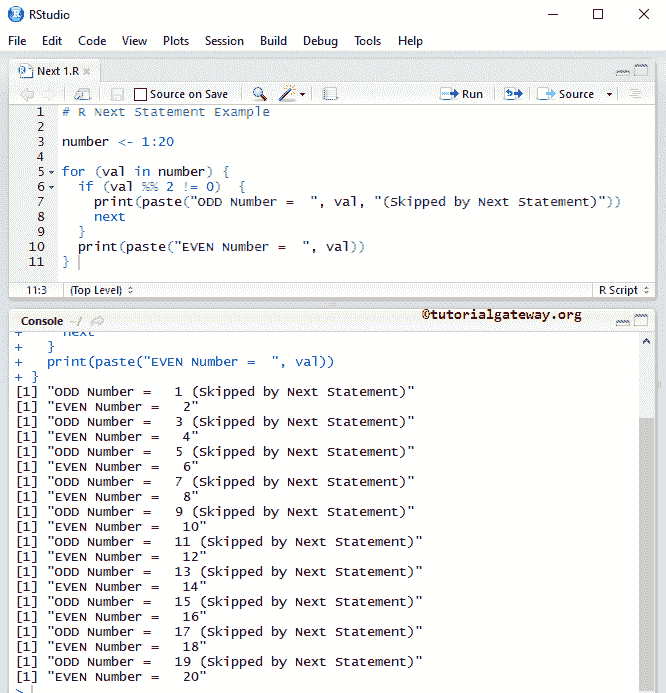 RStudio
File Edit Code View Plots Session Build Debug Tools Help
Next 1.R
Source on Save Run Source
1 # R Next Statement Example
2
3 number <- 1:20
4
5 for (val in number) {
6   if (val %% 2 != 0)  {
7     print(paste("ODD Number =  ", val, "(Skipped by Next Statement)"))
8     next
9   }
10   print(paste("EVEN Number =  ", val))
11 }
11:3 (Top Level) R Script
Console ~/ ©tutorialgateway.org
+     next
+   }
+   print(paste("EVEN Number =  ", val))
+ }
[1] "ODD Number =   1 (Skipped by Next Statement)"
[1] "EVEN Number =   2"
[1] "ODD Number =   3 (Skipped by Next Statement)"
[1] "EVEN Number =   4"
[1] "ODD Number =   5 (Skipped by Next Statement)"
[1] "EVEN Number =   6"
[1] "ODD Number =   7 (Skipped by Next Statement)"
[1] "EVEN Number =   8"
[1] "ODD Number =   9 (Skipped by Next Statement)"
[1] "EVEN Number =   10"
[1] "ODD Number =   11 (Skipped by Next Statement)"
[1] "EVEN Number =   12"
[1] "ODD Number =   13 (Skipped by Next Statement)"
[1] "EVEN Number =   14"
[1] "ODD Number =   15 (Skipped by Next Statement)"
[1] "EVEN Number =   16"
[1] "ODD Number =   17 (Skipped by Next Statement)"
[1] "EVEN Number =   18"
[1] "ODD Number =   19 (Skipped by Next Statement)"
[1] "EVEN Number =   20"
>